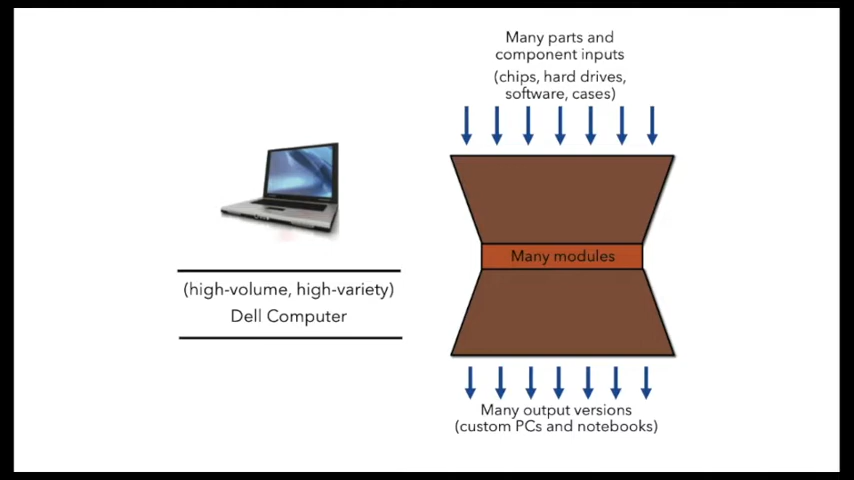 Many parts and
component inputs
(chips, hard drives,
software, cases)
Many modules
(high-volume, high-variety)
Dell Computer
Many output versions
(custom PCs and notebooks)